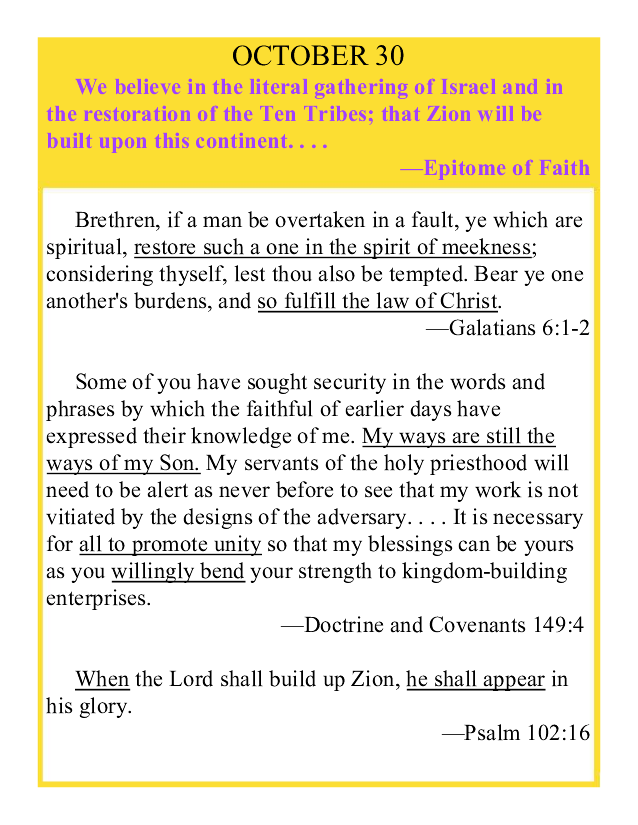 OCTOBER 30
We believe in the literal gathering of Israel and in
the restoration of the Ten Tribes; that Zion will be
built upon this continent. . . .
—Epitome of Faith
Brethren, if a man be overtaken in a fault, ye which are
spiritual, restore such a one in the spirit of meekness;
considering thyself, lest thou also be tempted. Bear ye one
another's burdens, and so fulfill the law of Christ.
—Galatians 6:1-2
Some of you have sought security in the words and
phrases by which the faithful of earlier days have
expressed their knowledge of me. My ways are still the
ways of my Son. My servants of the holy priesthood will
need to be alert as never before to see that my work is not
vitiated by the designs of the adversary. . . . It is necessary
for all to promote unity so that my blessings can be yours
as you willingly bend your strength to kingdom-building
enterprises.
—Doctrine and Covenants 149:4
When the Lord shall build up Zion, he shall appear in
his glory.
—Psalm 102:16